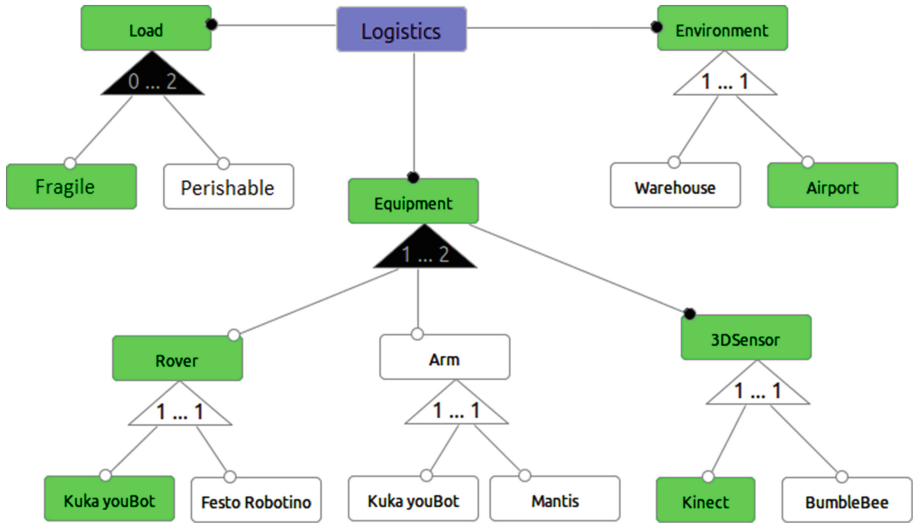 Load
Logistics
Environment
0 ... 2
1 ... 1
Fragile
Perishable
Warehouse
Airport
Equipment
1 ... 2
Rover
Arm
3DSensor
1 ... 1
1 ... 1
1 ... 1
Kuka youBot
Festo Robotino
Kuka youBot
Mantis
Kinect
BumbleBee